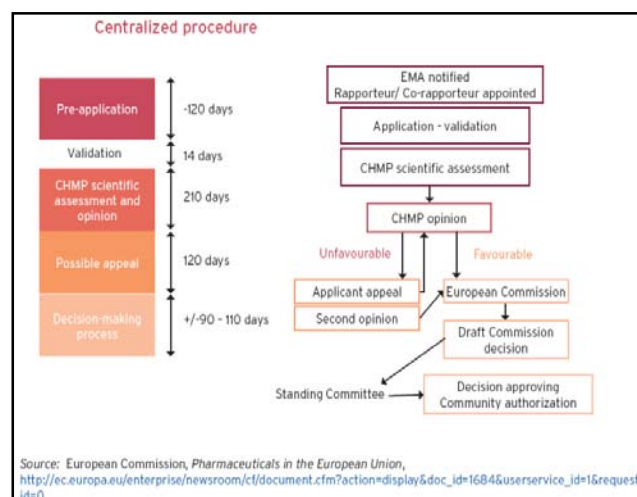 Centralized procedure
Pre-application
-120 days
Validation
14 days
CHMP scientific
assessment and
opinion
210 days
Possible appeal
120 days
Decision-making
process
+/-90 - 110 days
EMA notified
Rapporteur/ Co-rapporteur appointed
Application - validation
CHMP scientific assessment
CHMP opinion
Unfavourable
Favourable
Applicant appeal
European Commission
Second opinion
Draft Commission
decision
Standing Committee
Decision approving
Community authorization
Source: European Commission, Pharmaceuticals in the European Union,
http://ec.europa.eu/enterprise/newsroom/cf/document.cfm?action=display&doc_id=1684&userservice_id=1&request
id=0